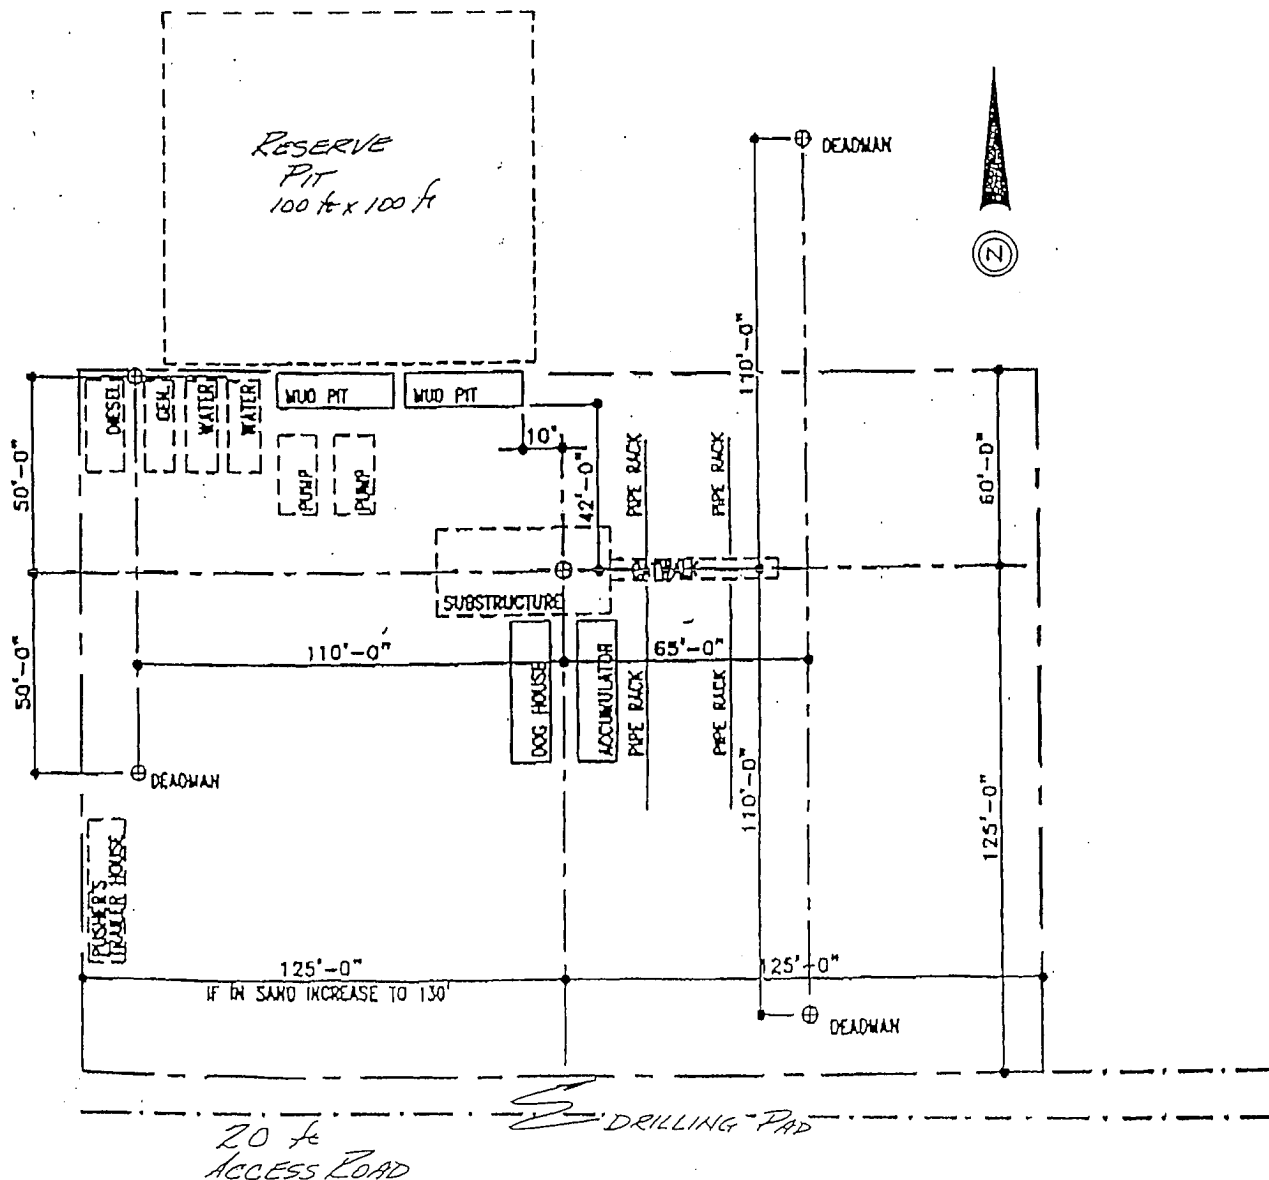 RESERVE
PIT
100 ft x 100 ft
DEADMAN
N
110'-0"
50'-0"
DIESEL
GEN.
WATER
WATER
MUD PIT
MUD PIT
PUMP
PUMP
10'
42'-0"
PIPE RACK
PIPE RACK
60'-0"
SUBSTRUCTURE
50'-0"
110'-0"
65'-0"
DOG HOUSE
ACCUMULATOR
PIPE RACK
PIPE RACK
110'-0"
125'-0"
DEADMAN
PUSHER'S
TRAILER HOUSE
125'-0"
125'-0"
IF IN SAND INCREASE TO 130'
DEADMAN
DRILLING PAD
20 ft
ACCESS ROAD